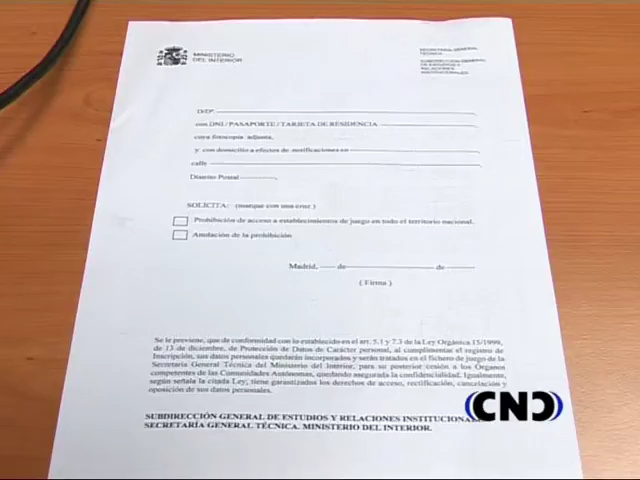 MINISTERIO
DEL INTERIOR
SECRETARÍA GENERAL
TÉCNICA
SUBDIRECCIÓN GENERAL
DE ESTUDIOS Y
RELACIONES
INSTITUCIONALES
D/Dª.
con DNI / PASAPORTE / TARJETA DE RESIDENCIA
cuya fotocopia adjunta,
y con domicilio a efectos de notificaciones en
calle
Distrito Postal
SOLICITA: (marque con una cruz )
Prohibición de acceso a establecimientos de juego en todo el territorio nacional.
Anulación de la prohibición
Madrid, de de
( Firma )
Se le previene, que de conformidad con lo establecido en el art. 5.1 y 7.3 de la Ley Orgánica 15/1999,
de 13 de diciembre, de Protección de Datos de Carácter personal, al cumplimentar el registro de
Inscripción, sus datos personales quedarán incorporados y serán tratados en el fichero de juego de la
Secretaría General Técnica del Ministerio del Interior, para su posterior cesión a los Órganos
competentes de las Comunidades Autónomas, quedando asegurada la confidencialidad. Igualmente,
según señala la citada Ley, tiene garantizados los derechos de acceso, rectificación, cancelación y
oposición de sus datos personales.
SUBDIRECCIÓN GENERAL DE ESTUDIOS Y RELACIONES INSTITUCIONAL
SECRETARÍA GENERAL TÉCNICA. MINISTERIO DEL INTERIOR.
CNC